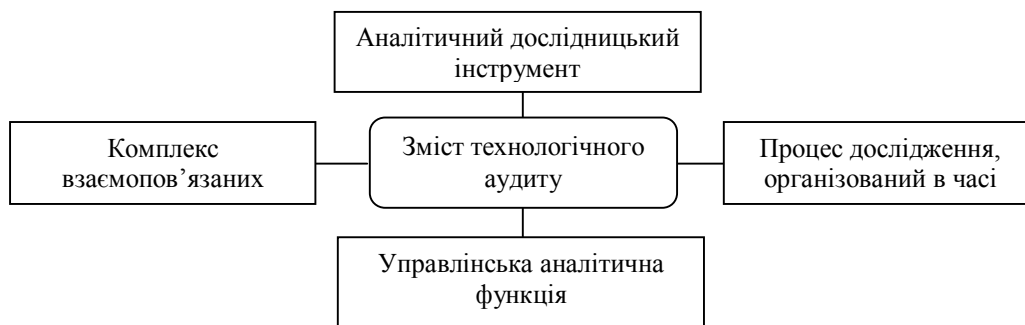 Аналітичний дослідницький
інструмент
Комплекс
взаємопов’язаних
Зміст технологічного
аудиту
Процес дослідження,
організований в часі
Управлінська аналітична
функція